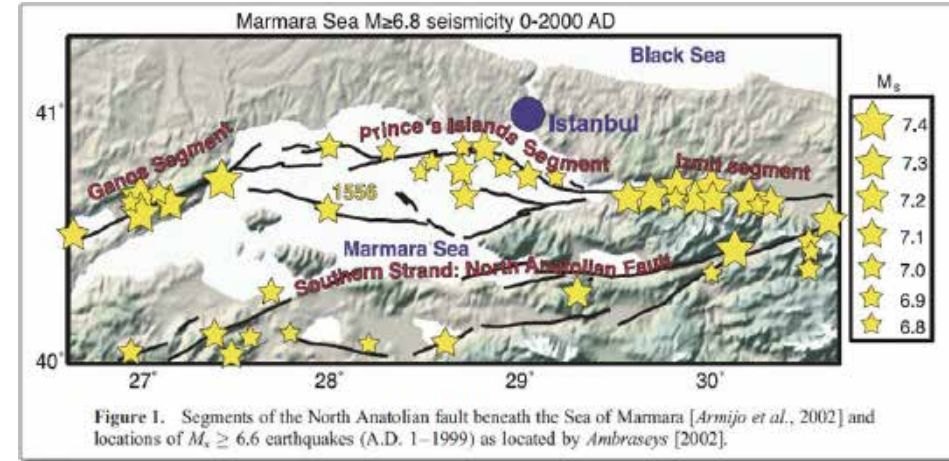 Marmara Sea M≥6.8 seismicity 0-2000 AD
Black Sea
41°
Istanbul
Prince's Islands Segment
Ganos Segment
Izmit segment
1556
Marmara Sea
Southern Strand: North Anatolian Fault
40°
27° 28° 29° 30°
Ms
7.4
7.3
7.2
7.1
7.0
6.9
6.8
Figure 1. Segments of the North Anatolian fault beneath the Sea of Marmara [Armijo et al., 2002] and
locations of Ms ≥ 6.6 earthquakes (A.D. 1–1999) as located by Ambraseys [2002].